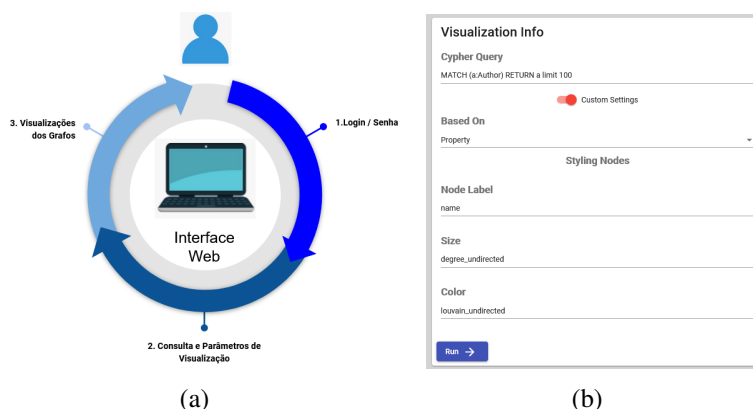 3. Visualizações
dos Grafos
1.Login / Senha
Interface
Web
2. Consulta e Parâmetros de
Visualização
(a)
Visualization Info
Cypher Query
MATCH (a:Author) RETURN a limit 100
Custom Settings
Based On
Property
Styling Nodes
Node Label
name
Size
degree_undirected
Color
louvain_undirected
Run
(b)